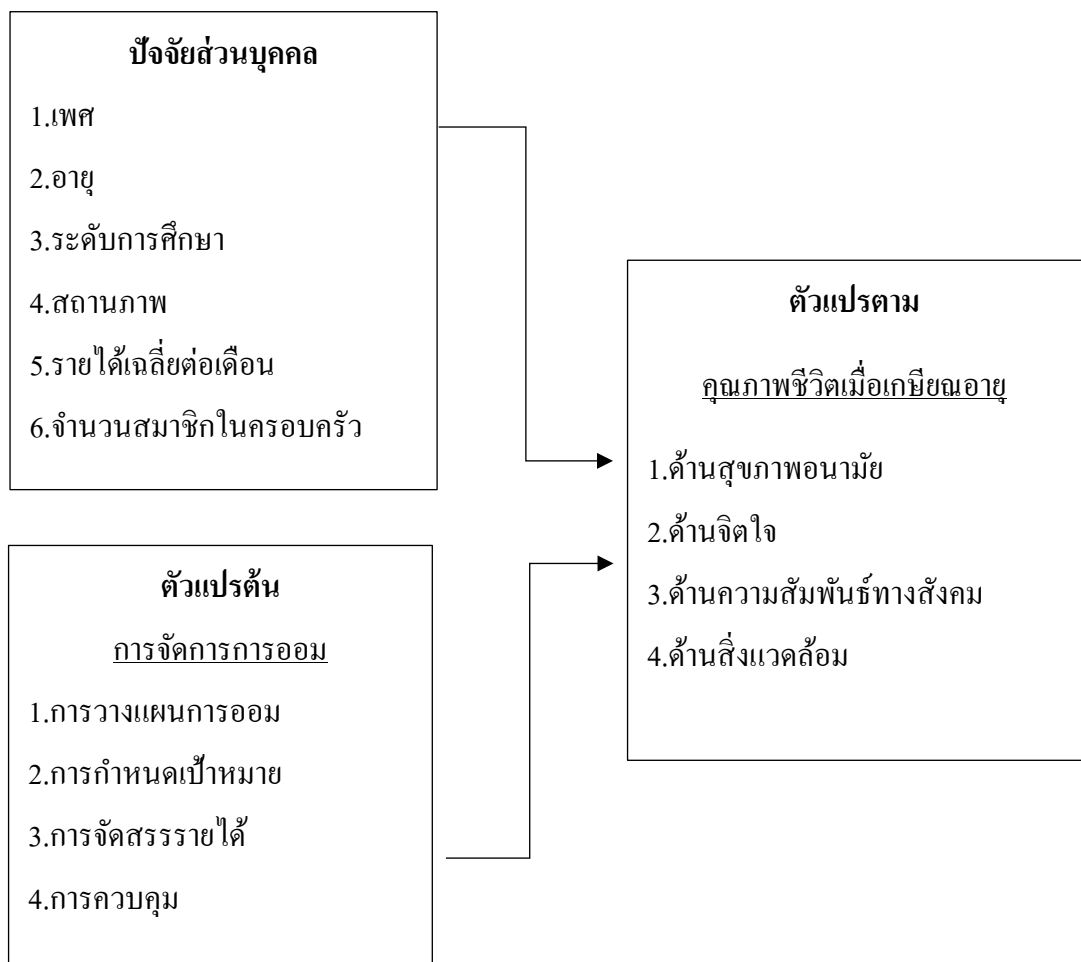 ปัจจัยส่วนบุคคล
1.เพศ
2.อายุ
3.ระดับการศึกษา
4.สถานภาพ
5.รายได้เฉลี่ยต่อเดือน
6.จำนวนสมาชิกในครอบครัว
ตัวแปรต้น
การจัดการการออม
1.การวางแผนการออม
2.การกำหนดเป้าหมาย
3.การจัดสรรรายได้
4.การควบคุม
ตัวแปรตาม
คุณภาพชีวิตเมื่อเกษียณอายุ
1.ด้านสุขภาพอนามัย
2.ด้านจิตใจ
3.ด้านความสัมพันธ์ทางสังคม
4.ด้านสิ่งแวดล้อม